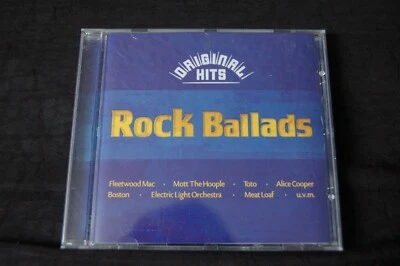 ORIGINAL
HITS
Rock Ballads
Fleetwood Mac • Mott The Hoople • Toto • Alice Cooper
Boston • Electric Light Orchestra • Meat Loaf • u.v.m.